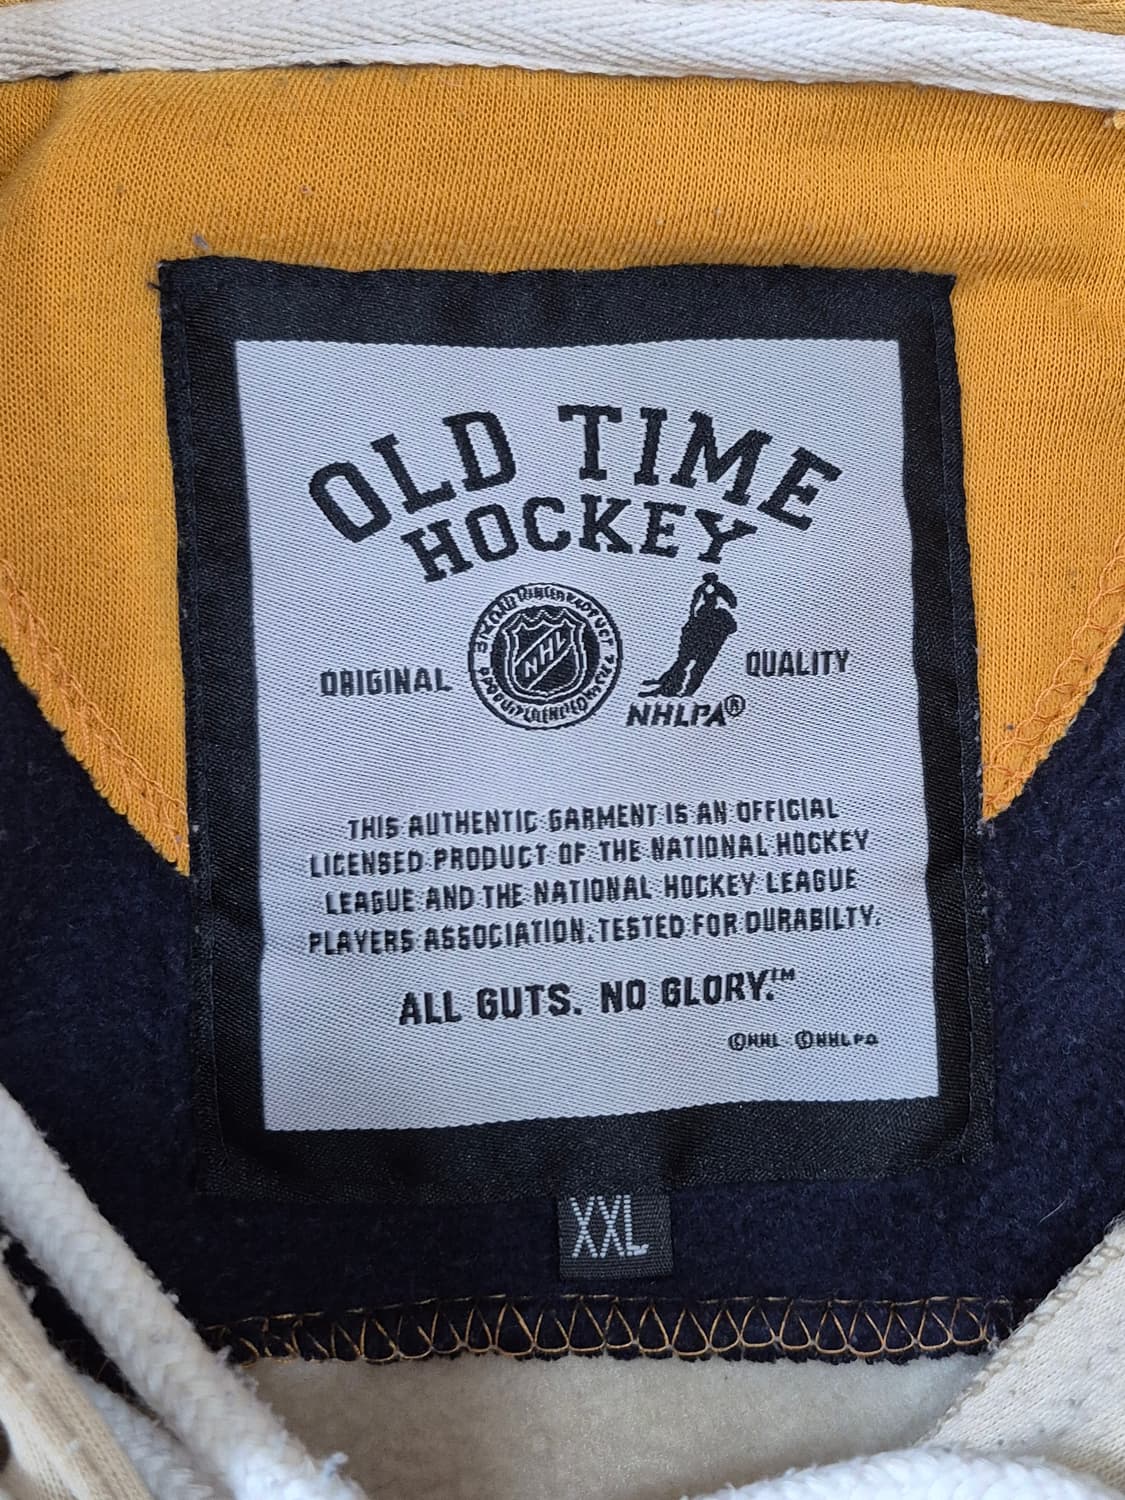 OLD TIME
HOCKEY
ORIGINAL
NHL
NHLPA®
QUALITY
THIS AUTHENTIC GARMENT IS AN OFFICIAL
LICENSED PRODUCT OF THE NATIONAL HOCKEY
LEAGUE AND THE NATIONAL HOCKEY LEAGUE
PLAYERS ASSOCIATION. TESTED FOR DURABILTY.
ALL GUTS. NO GLORY.™
©NHL ©NHLPA
XXL